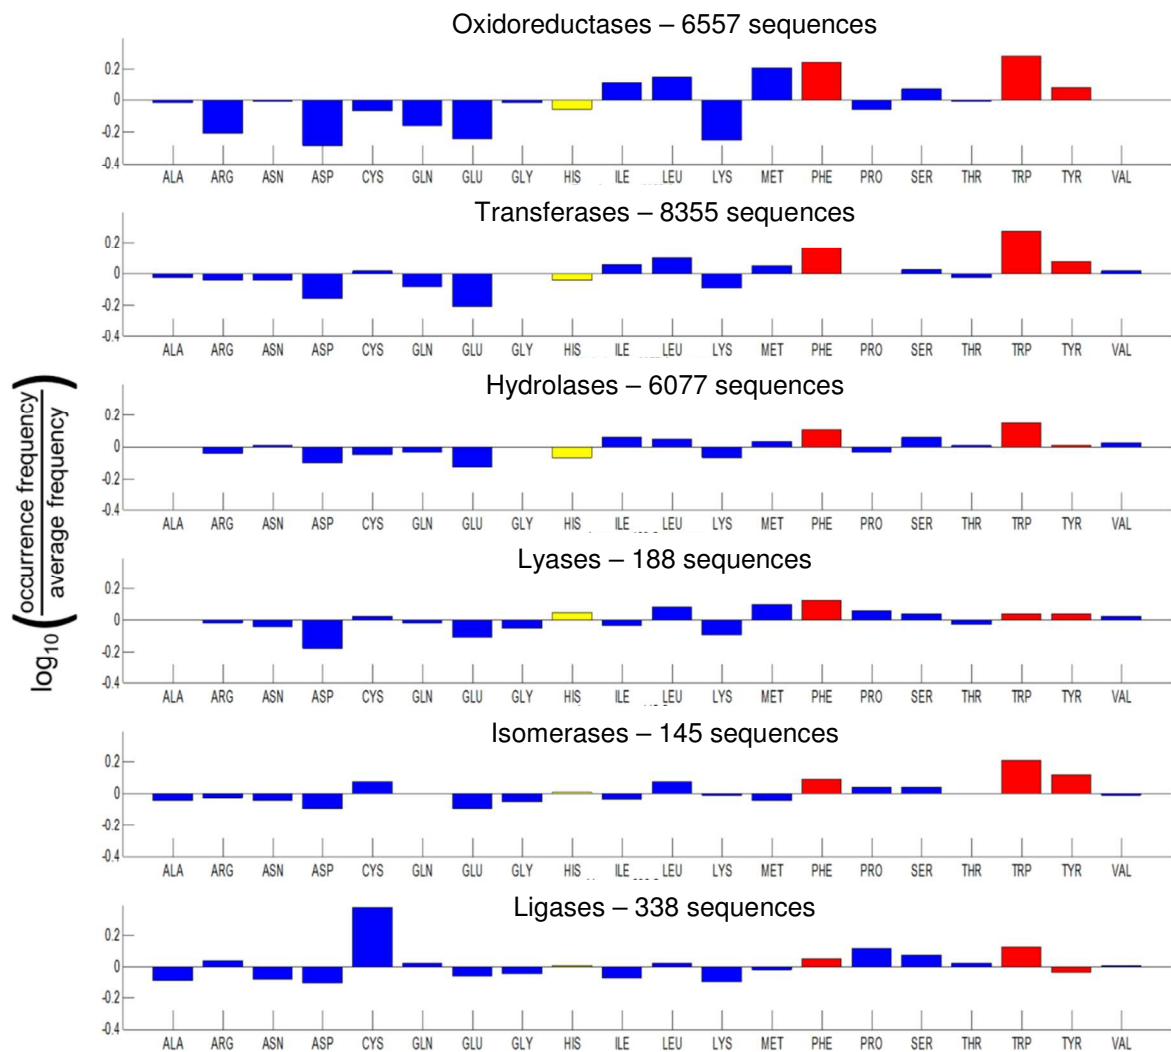 Oxidoreductases – 6557 sequences
0.2
0
-0.2
-0.4
ALA ARG ASN ASP CYS GLN GLU GLY HIS ILE LEU LYS MET PHE PRO SER THR TRP TYR VAL
Transferases – 8355 sequences
0.2
0
-0.2
-0.4
ALA ARG ASN ASP CYS GLN GLU GLY HIS ILE LEU LYS MET PHE PRO SER THR TRP TYR VAL
log10 (occurrence frequency / average frequency)
Hydrolases – 6077 sequences
0.2
0
-0.2
-0.4
ALA ARG ASN ASP CYS GLN GLU GLY HIS ILE LEU LYS MET PHE PRO SER THR TRP TYR VAL
Lyases – 188 sequences
0.2
0
-0.2
-0.4
ALA ARG ASN ASP CYS GLN GLU GLY HIS ILE LEU LYS MET PHE PRO SER THR TRP TYR VAL
Isomerases – 145 sequences
0.2
0
-0.2
-0.4
ALA ARG ASN ASP CYS GLN GLU GLY HIS ILE LEU LYS MET PHE PRO SER THR TRP TYR VAL
Ligases – 338 sequences
0.2
0
-0.2
-0.4
ALA ARG ASN ASP CYS GLN GLU GLY HIS ILE LEU LYS MET PHE PRO SER THR TRP TYR VAL